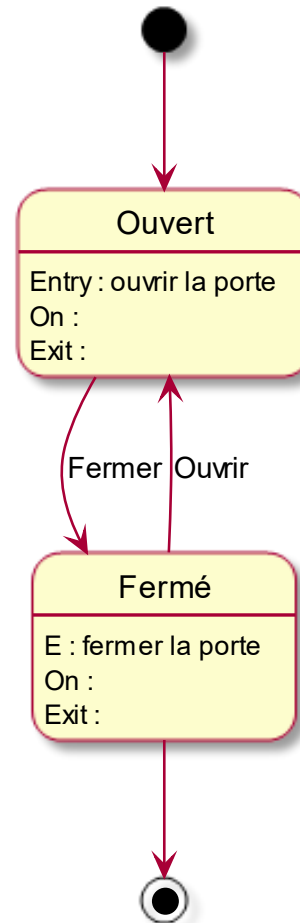 Ouvert
Entry : ouvrir la porte
On :
Exit :
Fermer
Ouvrir
Fermé
E : fermer la porte
On :
Exit :